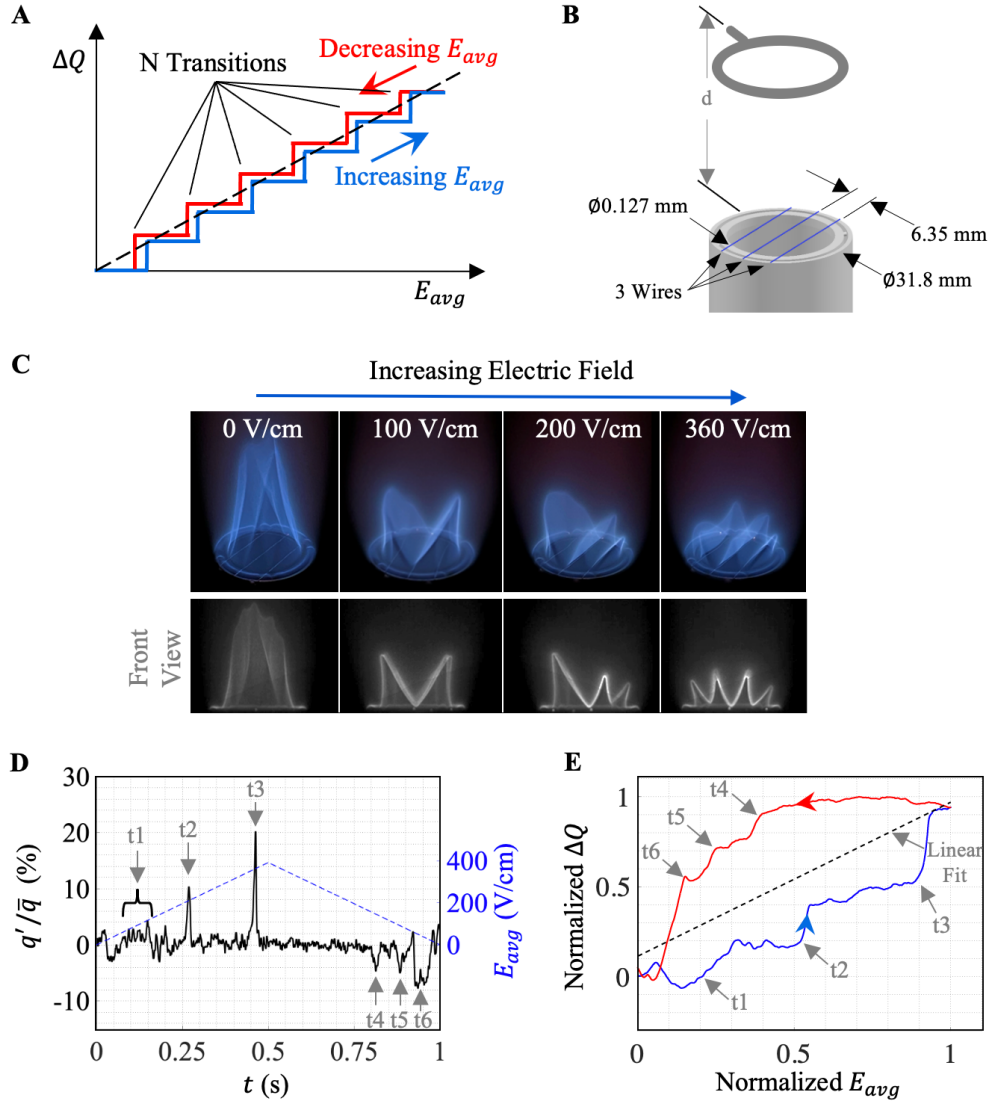 A
ΔQ
N Transitions
Decreasing E_avg
Increasing E_avg
E_avg
B
d
Ø0.127 mm
3 Wires
6.35 mm
Ø31.8 mm
C
Increasing Electric Field
0 V/cm
100 V/cm
200 V/cm
360 V/cm
Front
View
D
30
20
10
0
-10
q′/q̄ (%)
t1
t2
t3
t4
t5
t6
400
200
0
E_avg (V/cm)
0
0.25
0.5
0.75
1
t (s)
E
1
0.5
0
Normalized ΔQ
t4
t5
t6
Linear
Fit
t3
t2
t1
0
0.5
1
Normalized E_avg